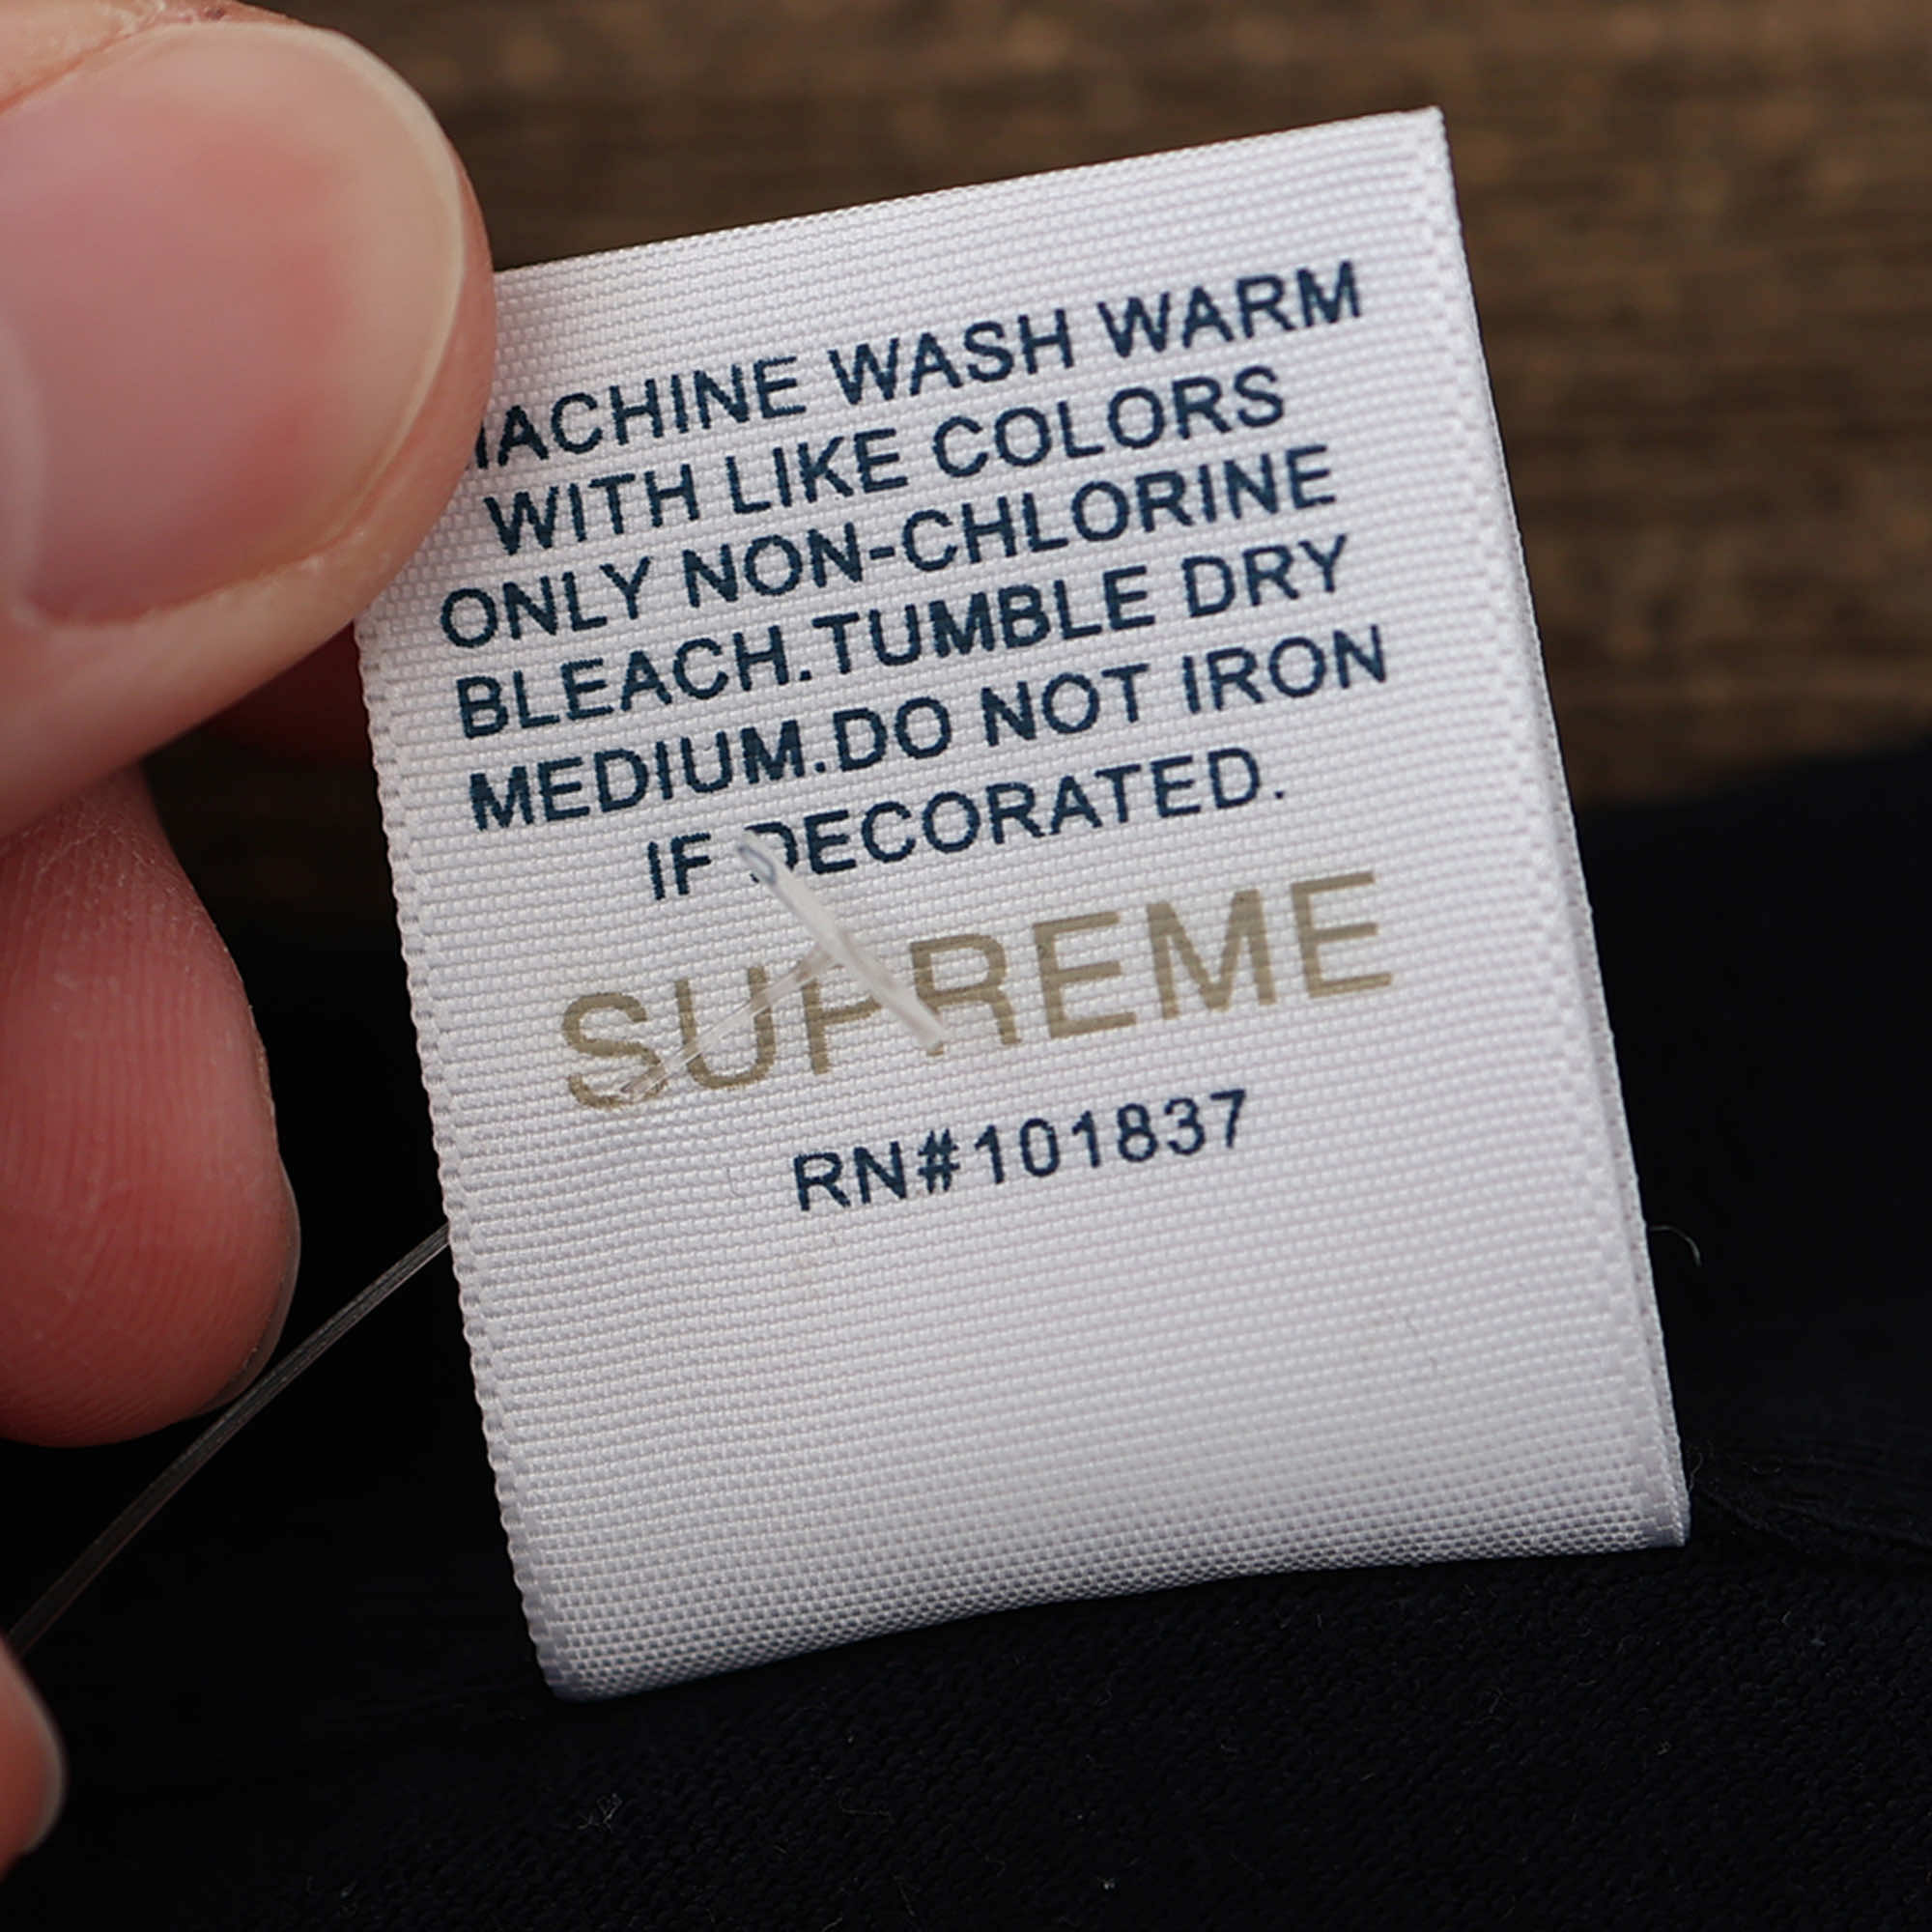 MACHINE WASH WARM
WITH LIKE COLORS
ONLY NON-CHLORINE
BLEACH.TUMBLE DRY
MEDIUM.DO NOT IRON
IF DECORATED.
SUPREME
RN#101837